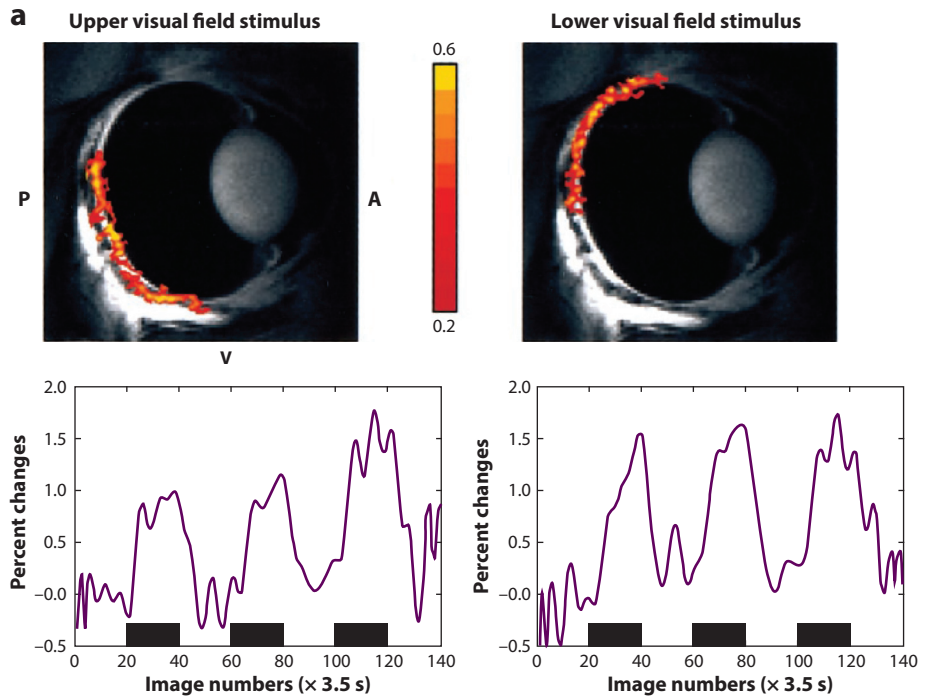 a
Upper visual field stimulus
Lower visual field stimulus
0.6
P
A
0.2
V
2.0
1.5
1.0
0.5
–0.0
–0.5
Percent changes
0 20 40 60 80 100 120 140
Image numbers (× 3.5 s)
2.0
1.5
1.0
0.5
–0.0
–0.5
Percent changes
0 20 40 60 80 100 120 140
Image numbers (× 3.5 s)